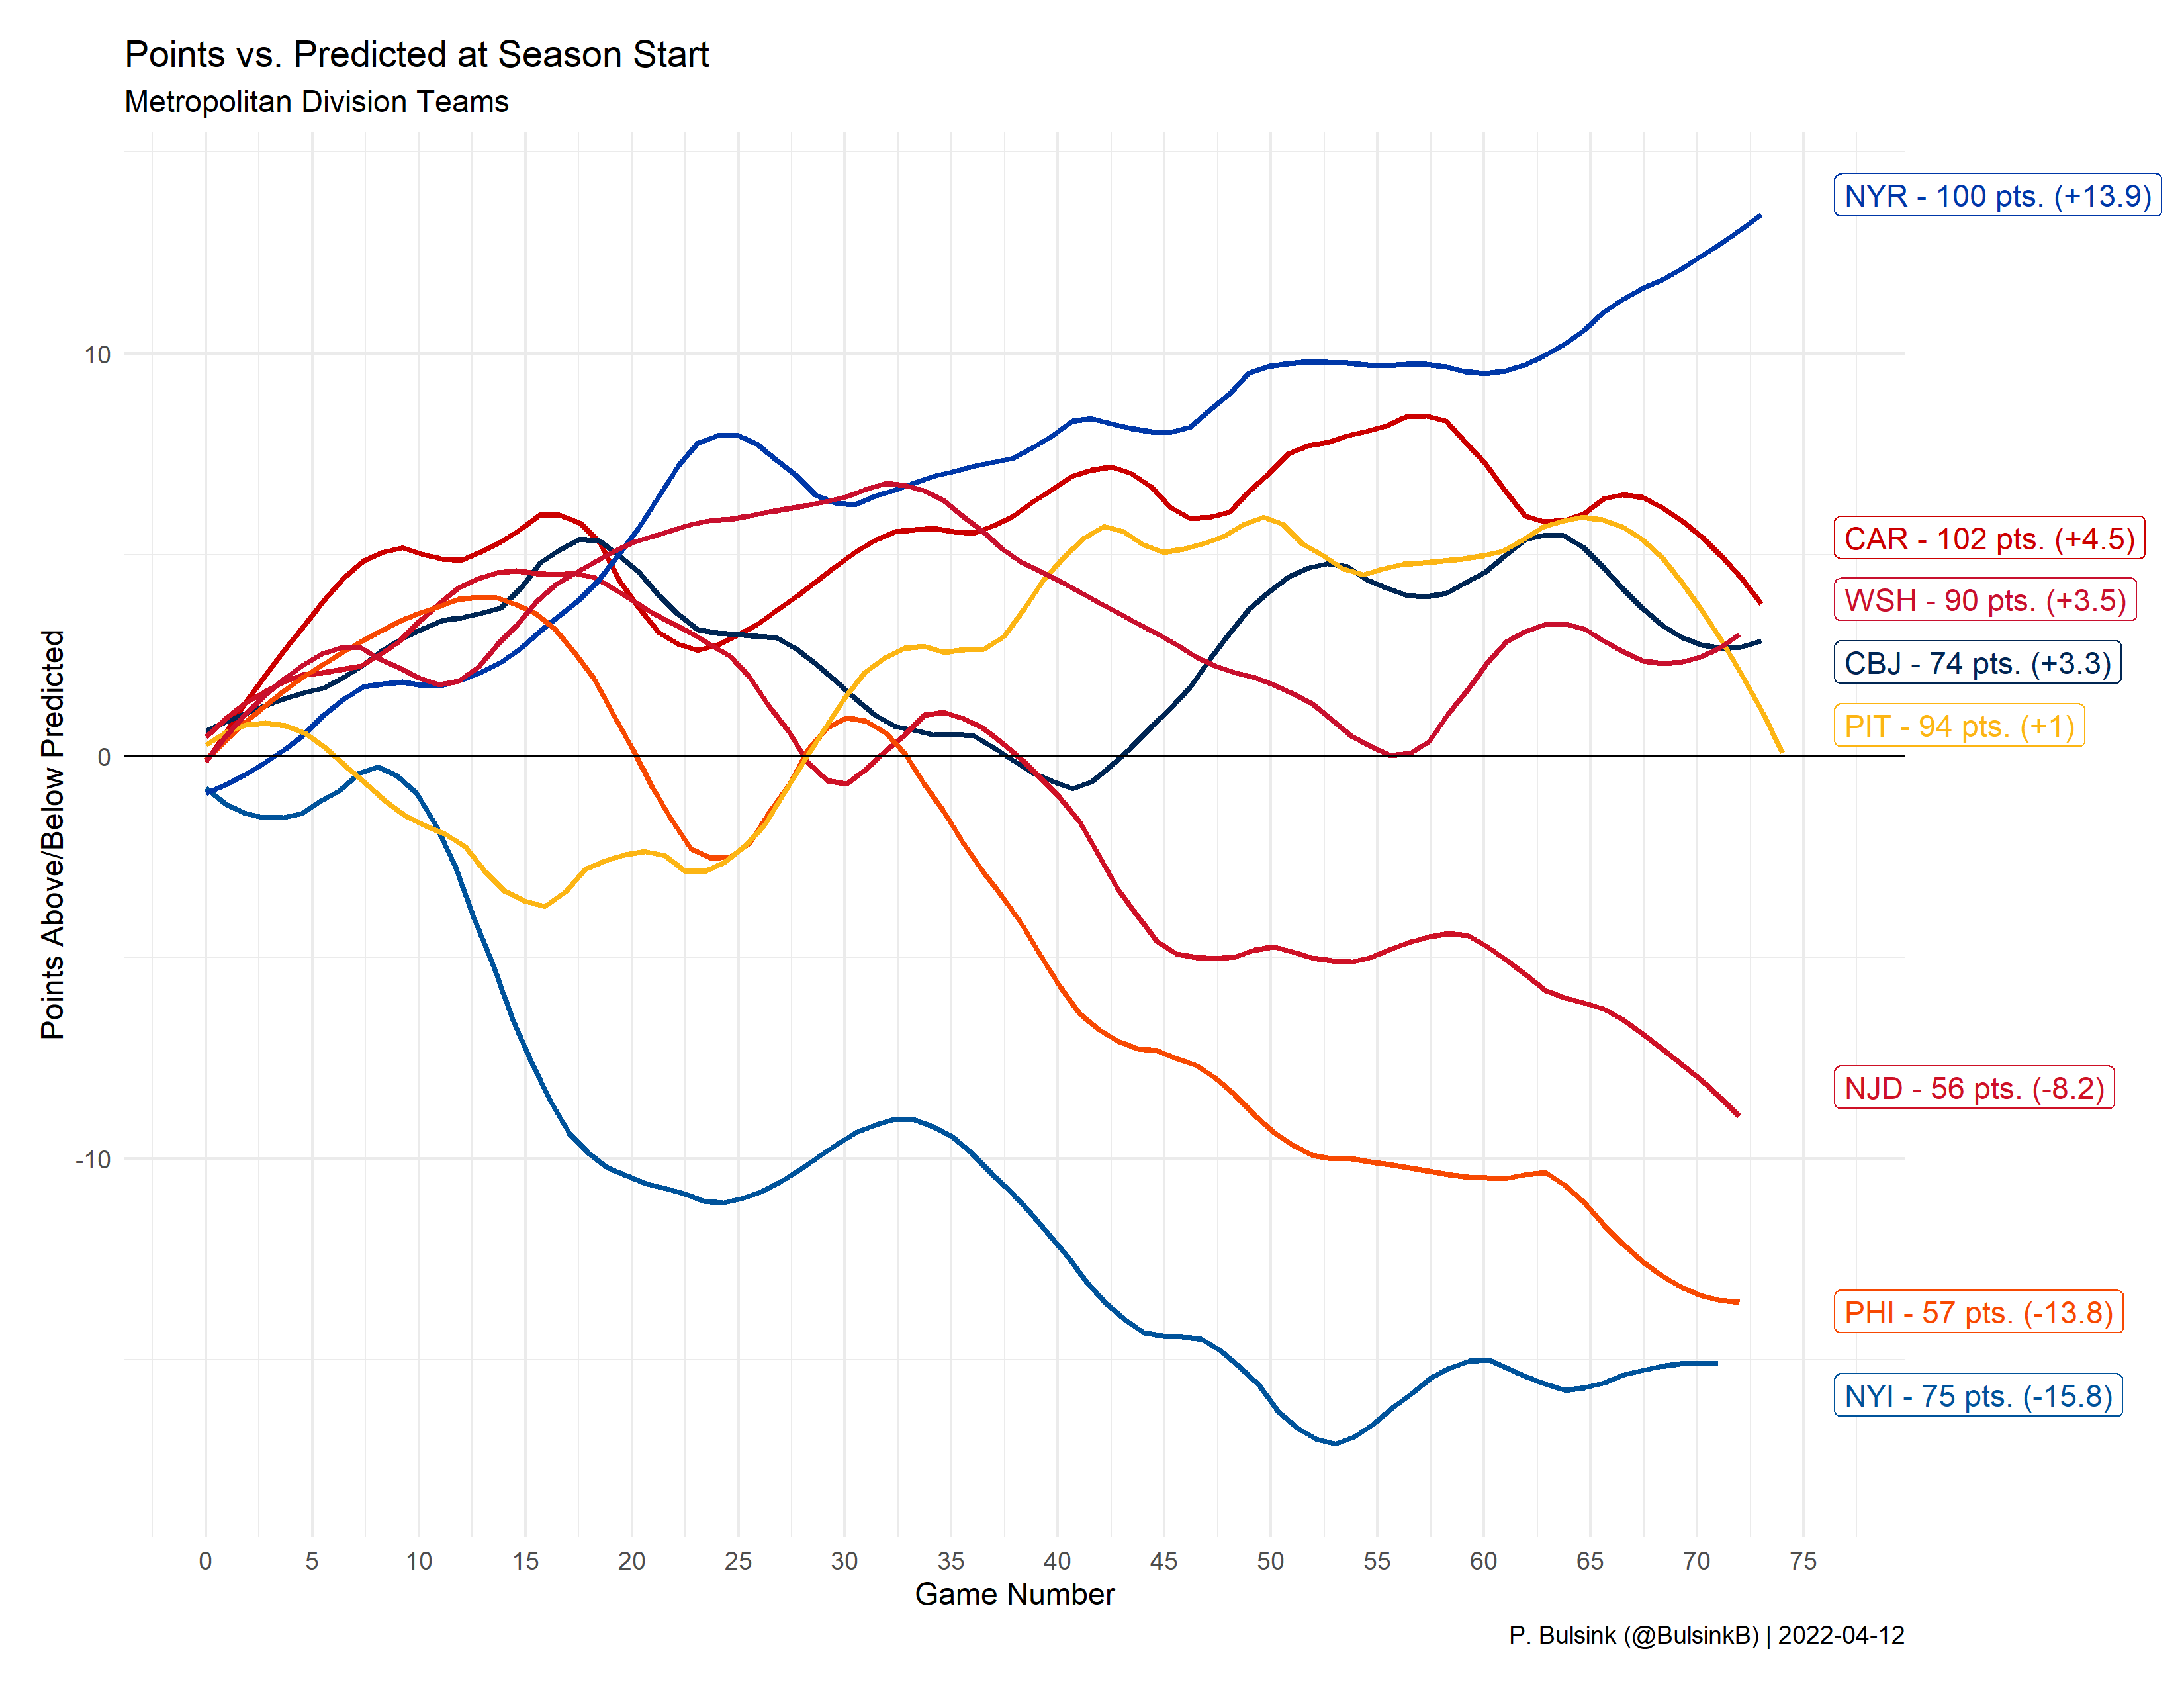 Points vs. Predicted at Season Start
Metropolitan Division Teams
NYR - 100 pts. (+13.9)
CAR - 102 pts. (+4.5)
WSH - 90 pts. (+3.5)
CBJ - 74 pts. (+3.3)
PIT - 94 pts. (+1)
NJD - 56 pts. (-8.2)
PHI - 57 pts. (-13.8)
NYI - 75 pts. (-15.8)
Points Above/Below Predicted
10
0
-10
0 5 10 15 20 25 30 35 40 45 50 55 60 65 70 75
Game Number
P. Bulsink (@BulsinkB) | 2022-04-12